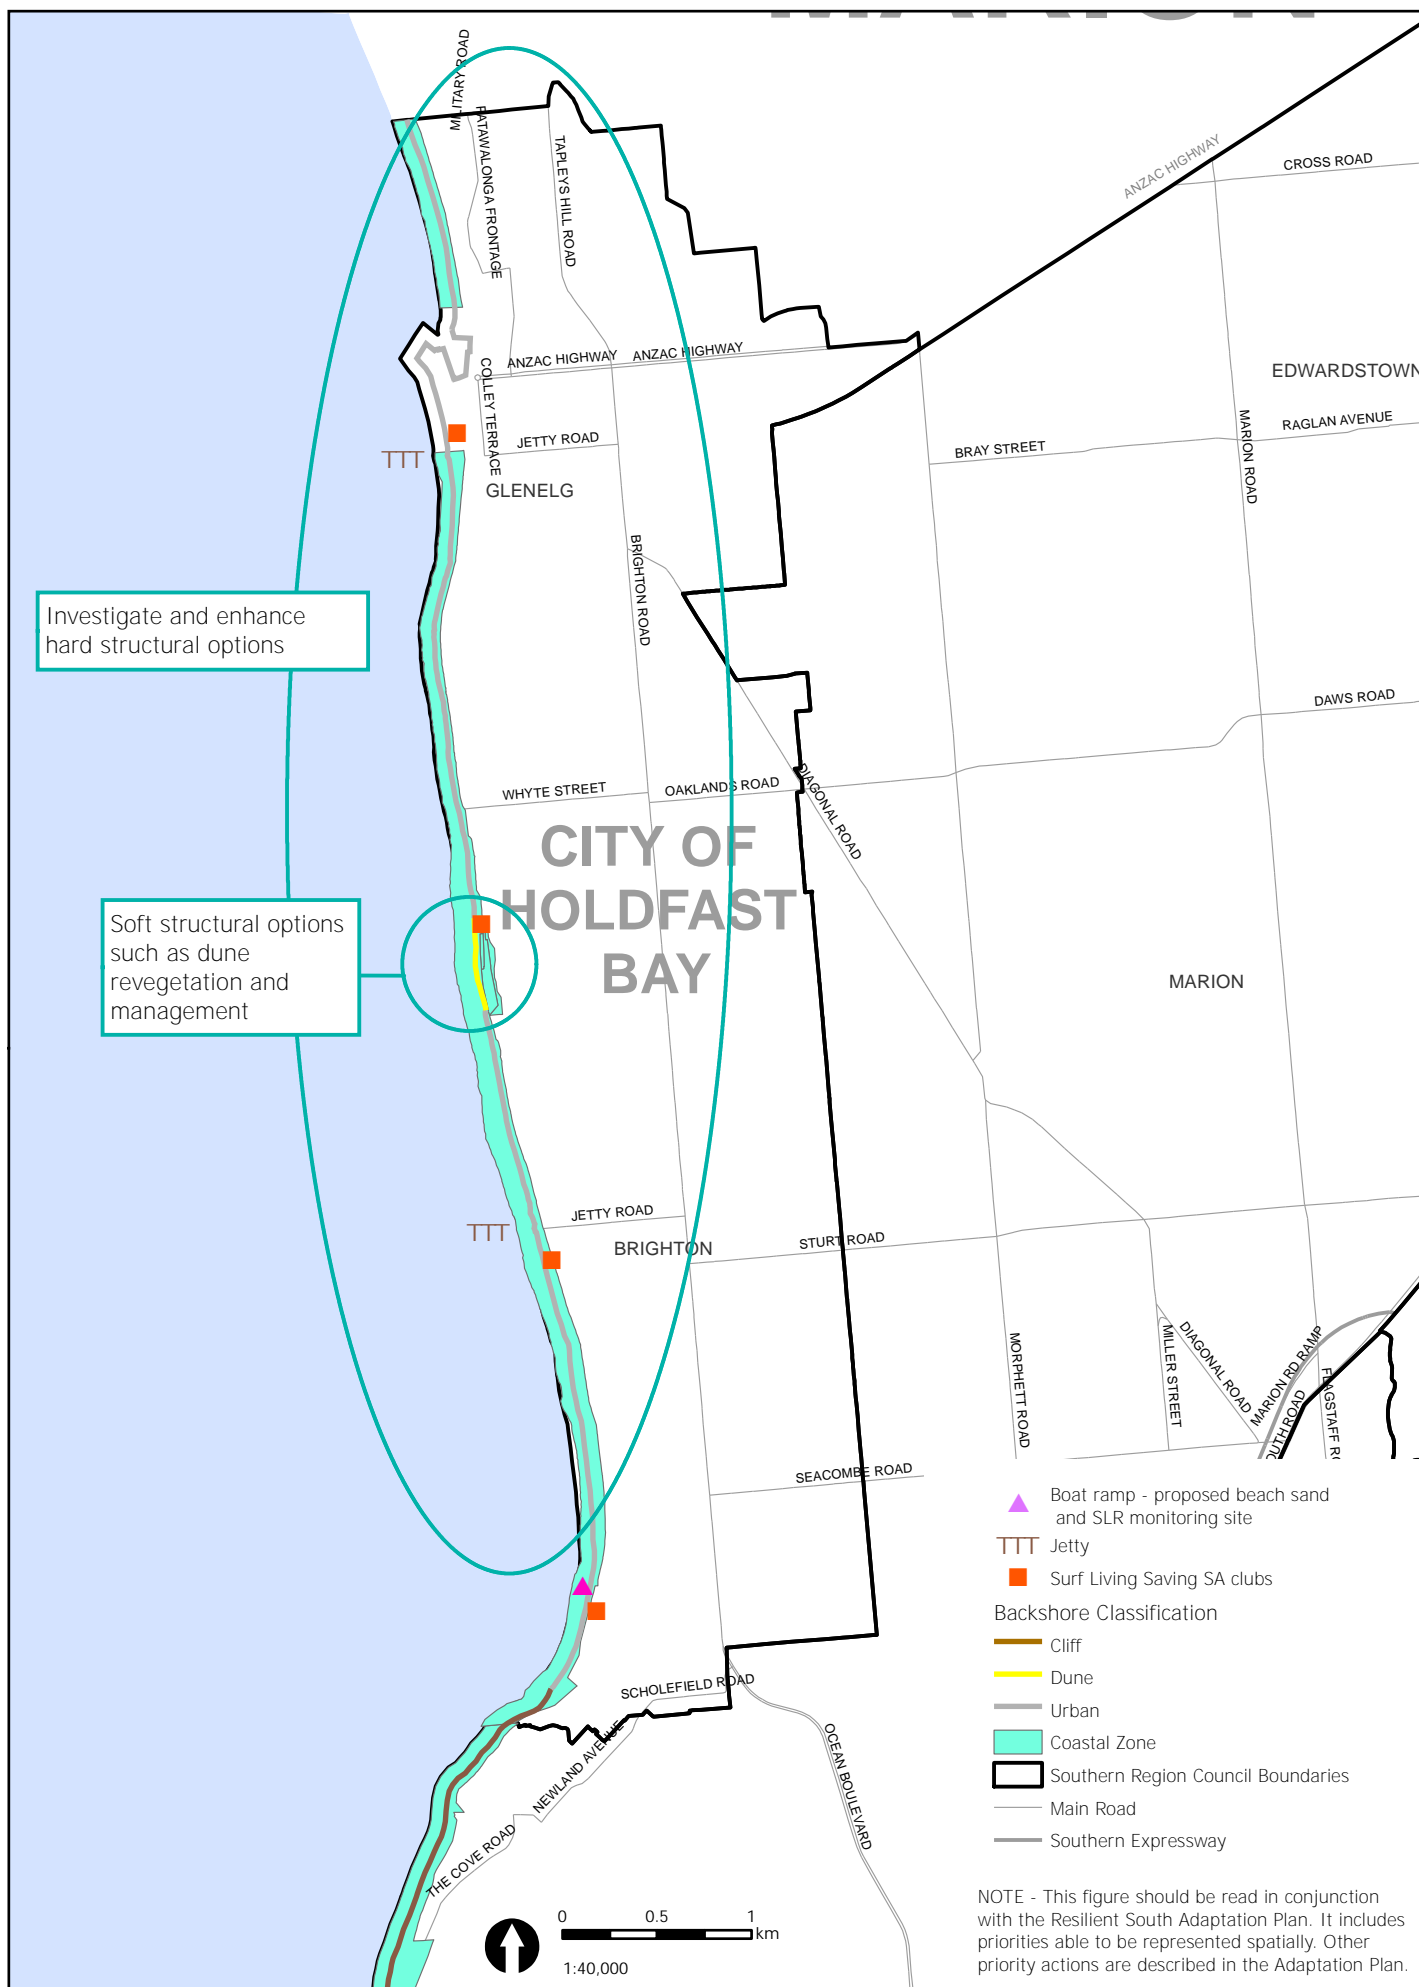 MARION
MILITARY ROAD
PATAWALONGA FRONTAGE
TAPLEYS HILL ROAD
ANZAC HIGHWAY
CROSS ROAD
ANZAC HIGHWAY
ANZAC HIGHWAY
COLLEY TERRACE
EDWARDSTOWN
JETTY ROAD
RAGLAN AVENUE
BRAY STREET
MARION ROAD
GLENELG
BRIGHTON ROAD
Investigate and enhance
hard structural options
DAWS ROAD
WHYTE STREET
OAKLANDS ROAD
DIAGONAL ROAD
CITY OF
HOLDFAST
BAY
Soft structural options
such as dune
revegetation and
management
MARION
JETTY ROAD
BRIGHTON
STURT ROAD
MORPHETT ROAD
MILLER STREET
DIAGONAL ROAD
MARION RD RAMP
SOUTH ROAD
FLAGSTAFF RO
SEACOMBE ROAD
SCHOLEFIELD ROAD
NEWLAND AVENUE
OCEAN BOULEVARD
THE COVE ROAD
Boat ramp - proposed beach sand
and SLR monitoring site
Jetty
Surf Living Saving SA clubs
Backshore Classification
Cliff
Dune
Urban
Coastal Zone
Southern Region Council Boundaries
Main Road
Southern Expressway
0 0.5 1
km
1:40,000
NOTE - This figure should be read in conjunction
with the Resilient South Adaptation Plan. It includes
priorities able to be represented spatially. Other
priority actions are described in the Adaptation Plan.